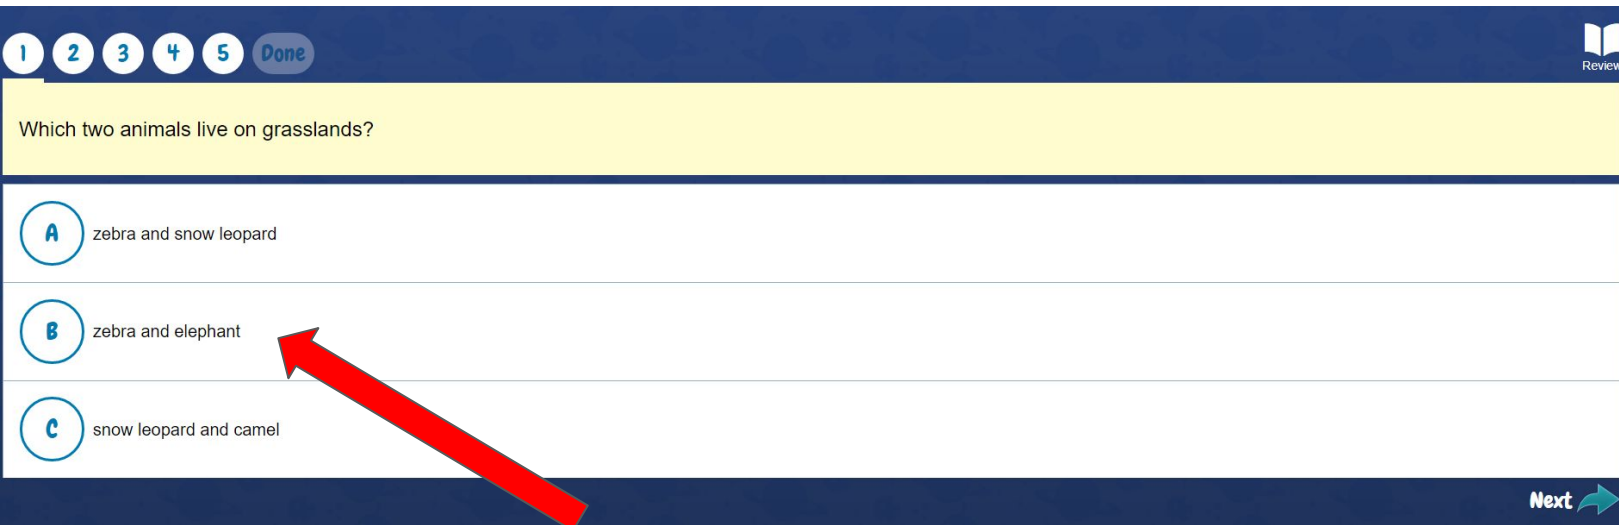 1 2 3 4 5 Done
Review
Which two animals live on grasslands?
A zebra and snow leopard
B zebra and elephant
C snow leopard and camel
Next